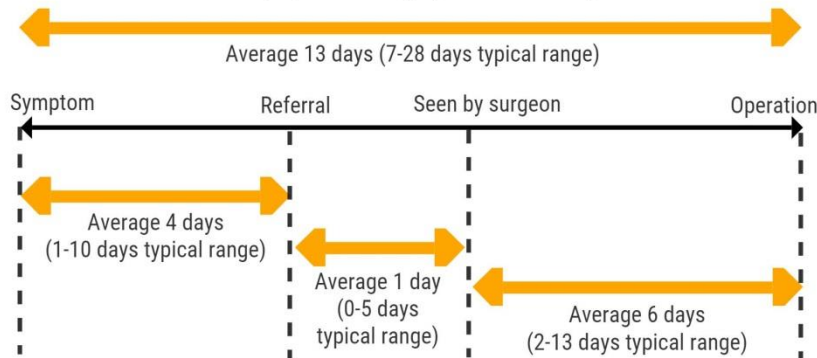 Average 13 days (7-28 days typical range)
Symptom
Referral
Seen by surgeon
Operation
Average 4 days
(1-10 days typical range)
Average 1 day
(0-5 days
typical range)
Average 6 days
(2-13 days typical range)